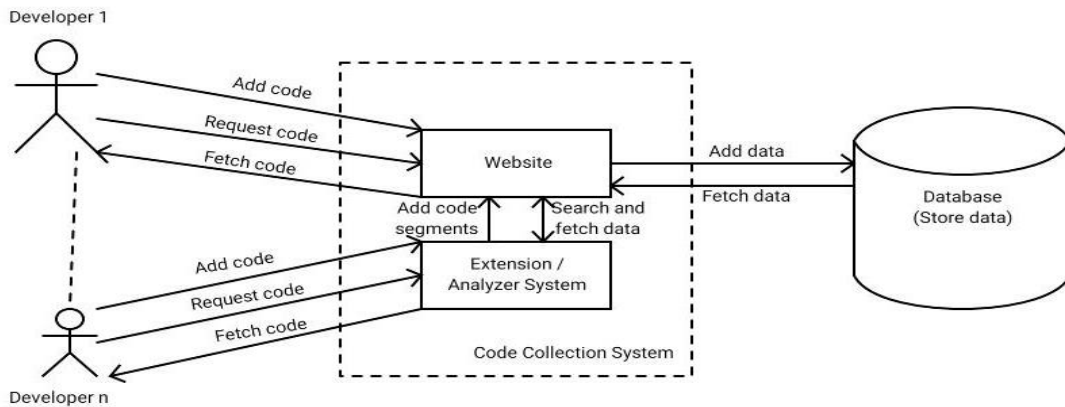 Developer 1
Add code
Request code
Fetch code
Website
Add data
Fetch data
Database
(Store data)
Add code
segments
Search and
fetch data
Add code
Request code
Fetch code
Extension /
Analyzer System
Code Collection System
Developer n